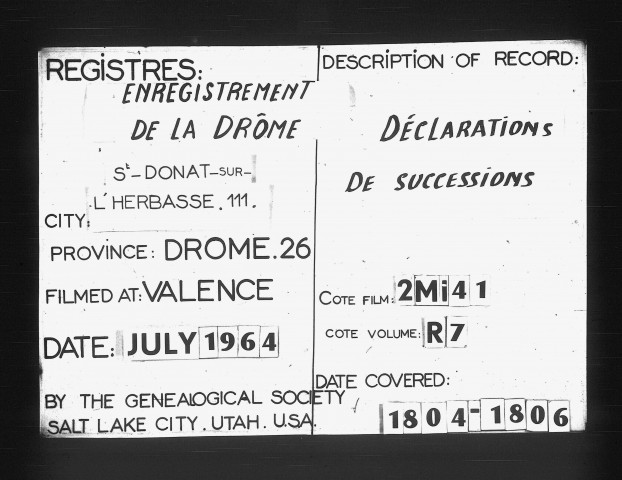 REGISTRES:
ENREGISTREMENT
DE LA DRÔME
St-DONAT-SUR-
L'HERBASSE.111.
CITY:
PROVINCE: DROME.26
FILMED AT: VALENCE
DATE: JULY 1964
BY THE GENEALOGICAL SOCIETY
SALT LAKE CITY. UTAH. U.S.A.
DESCRIPTION OF RECORD:
DÉCLARATIONS
DE SUCCESSIONS
COTE FILM: 2Mi41
COTE VOLUME: R7
DATE COVERED:
1804-1806